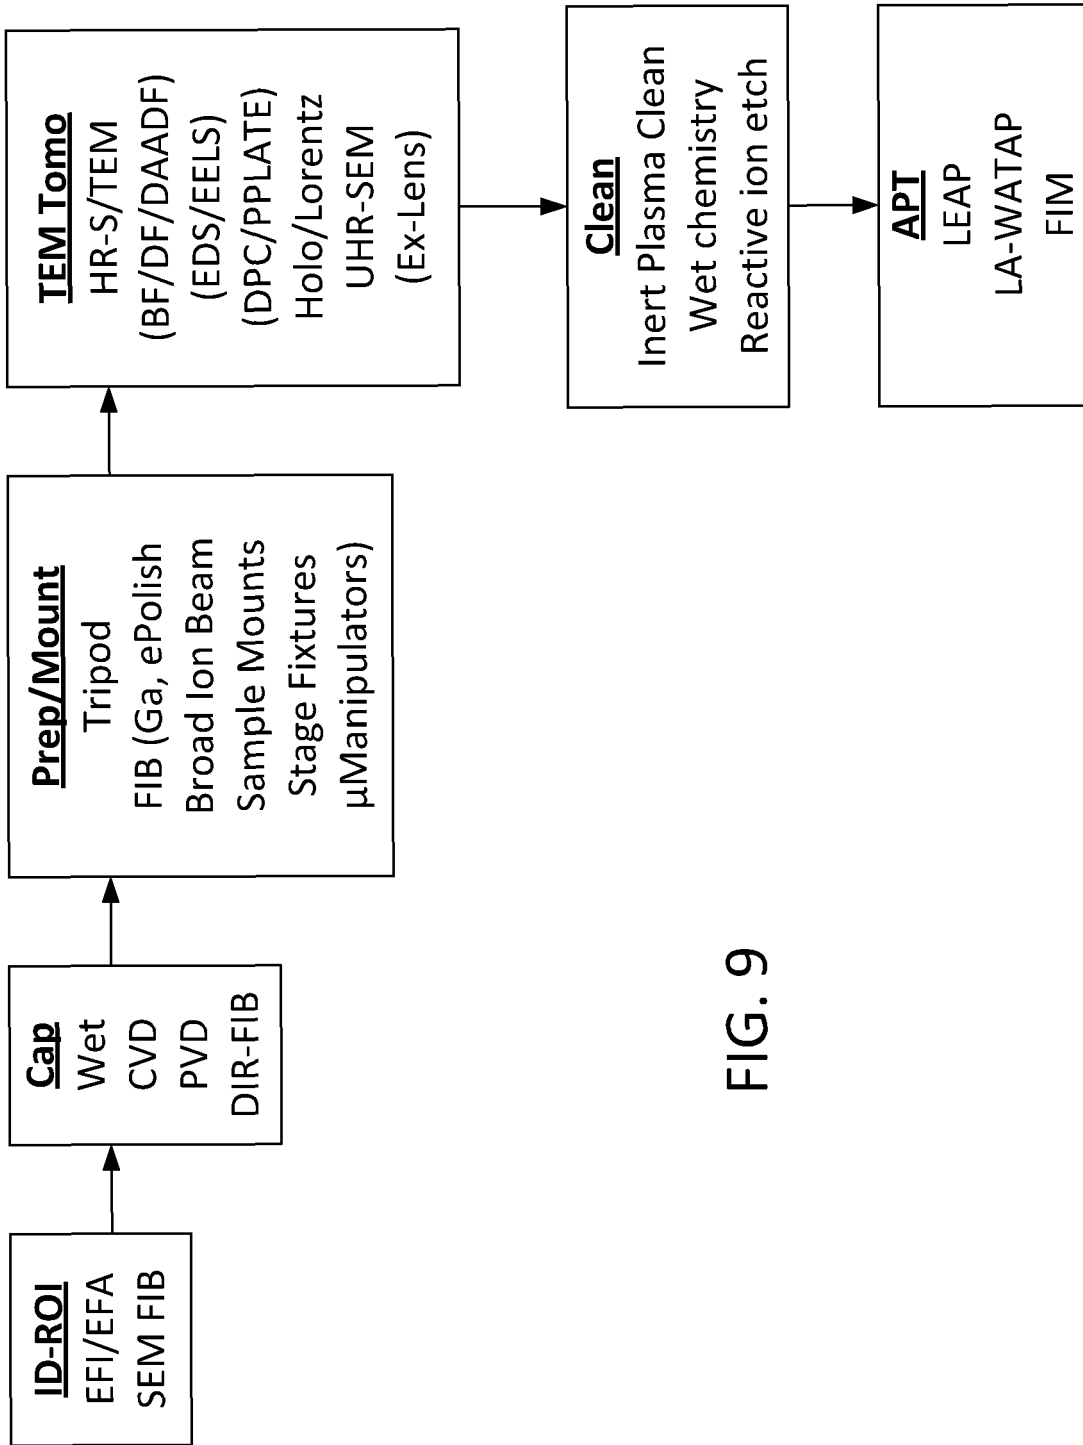 ID-ROI
EFI/EFA
SEM FIB
Cap
Wet
CVD
PVD
DIR-FIB
Prep/Mount
Tripod
FIB (Ga, ePolish
Broad Ion Beam
Sample Mounts
Stage Fixtures
µManipulators)
TEM Tomo
HR-S/TEM
(BF/DF/DAADF)
(EDS/EELS)
(DPC/PPLATE)
Holo/Lorentz
UHR-SEM
(Ex-Lens)
Clean
Inert Plasma Clean
Wet chemistry
Reactive ion etch
APT
LEAP
LA-WATAP
FIM
FIG. 9